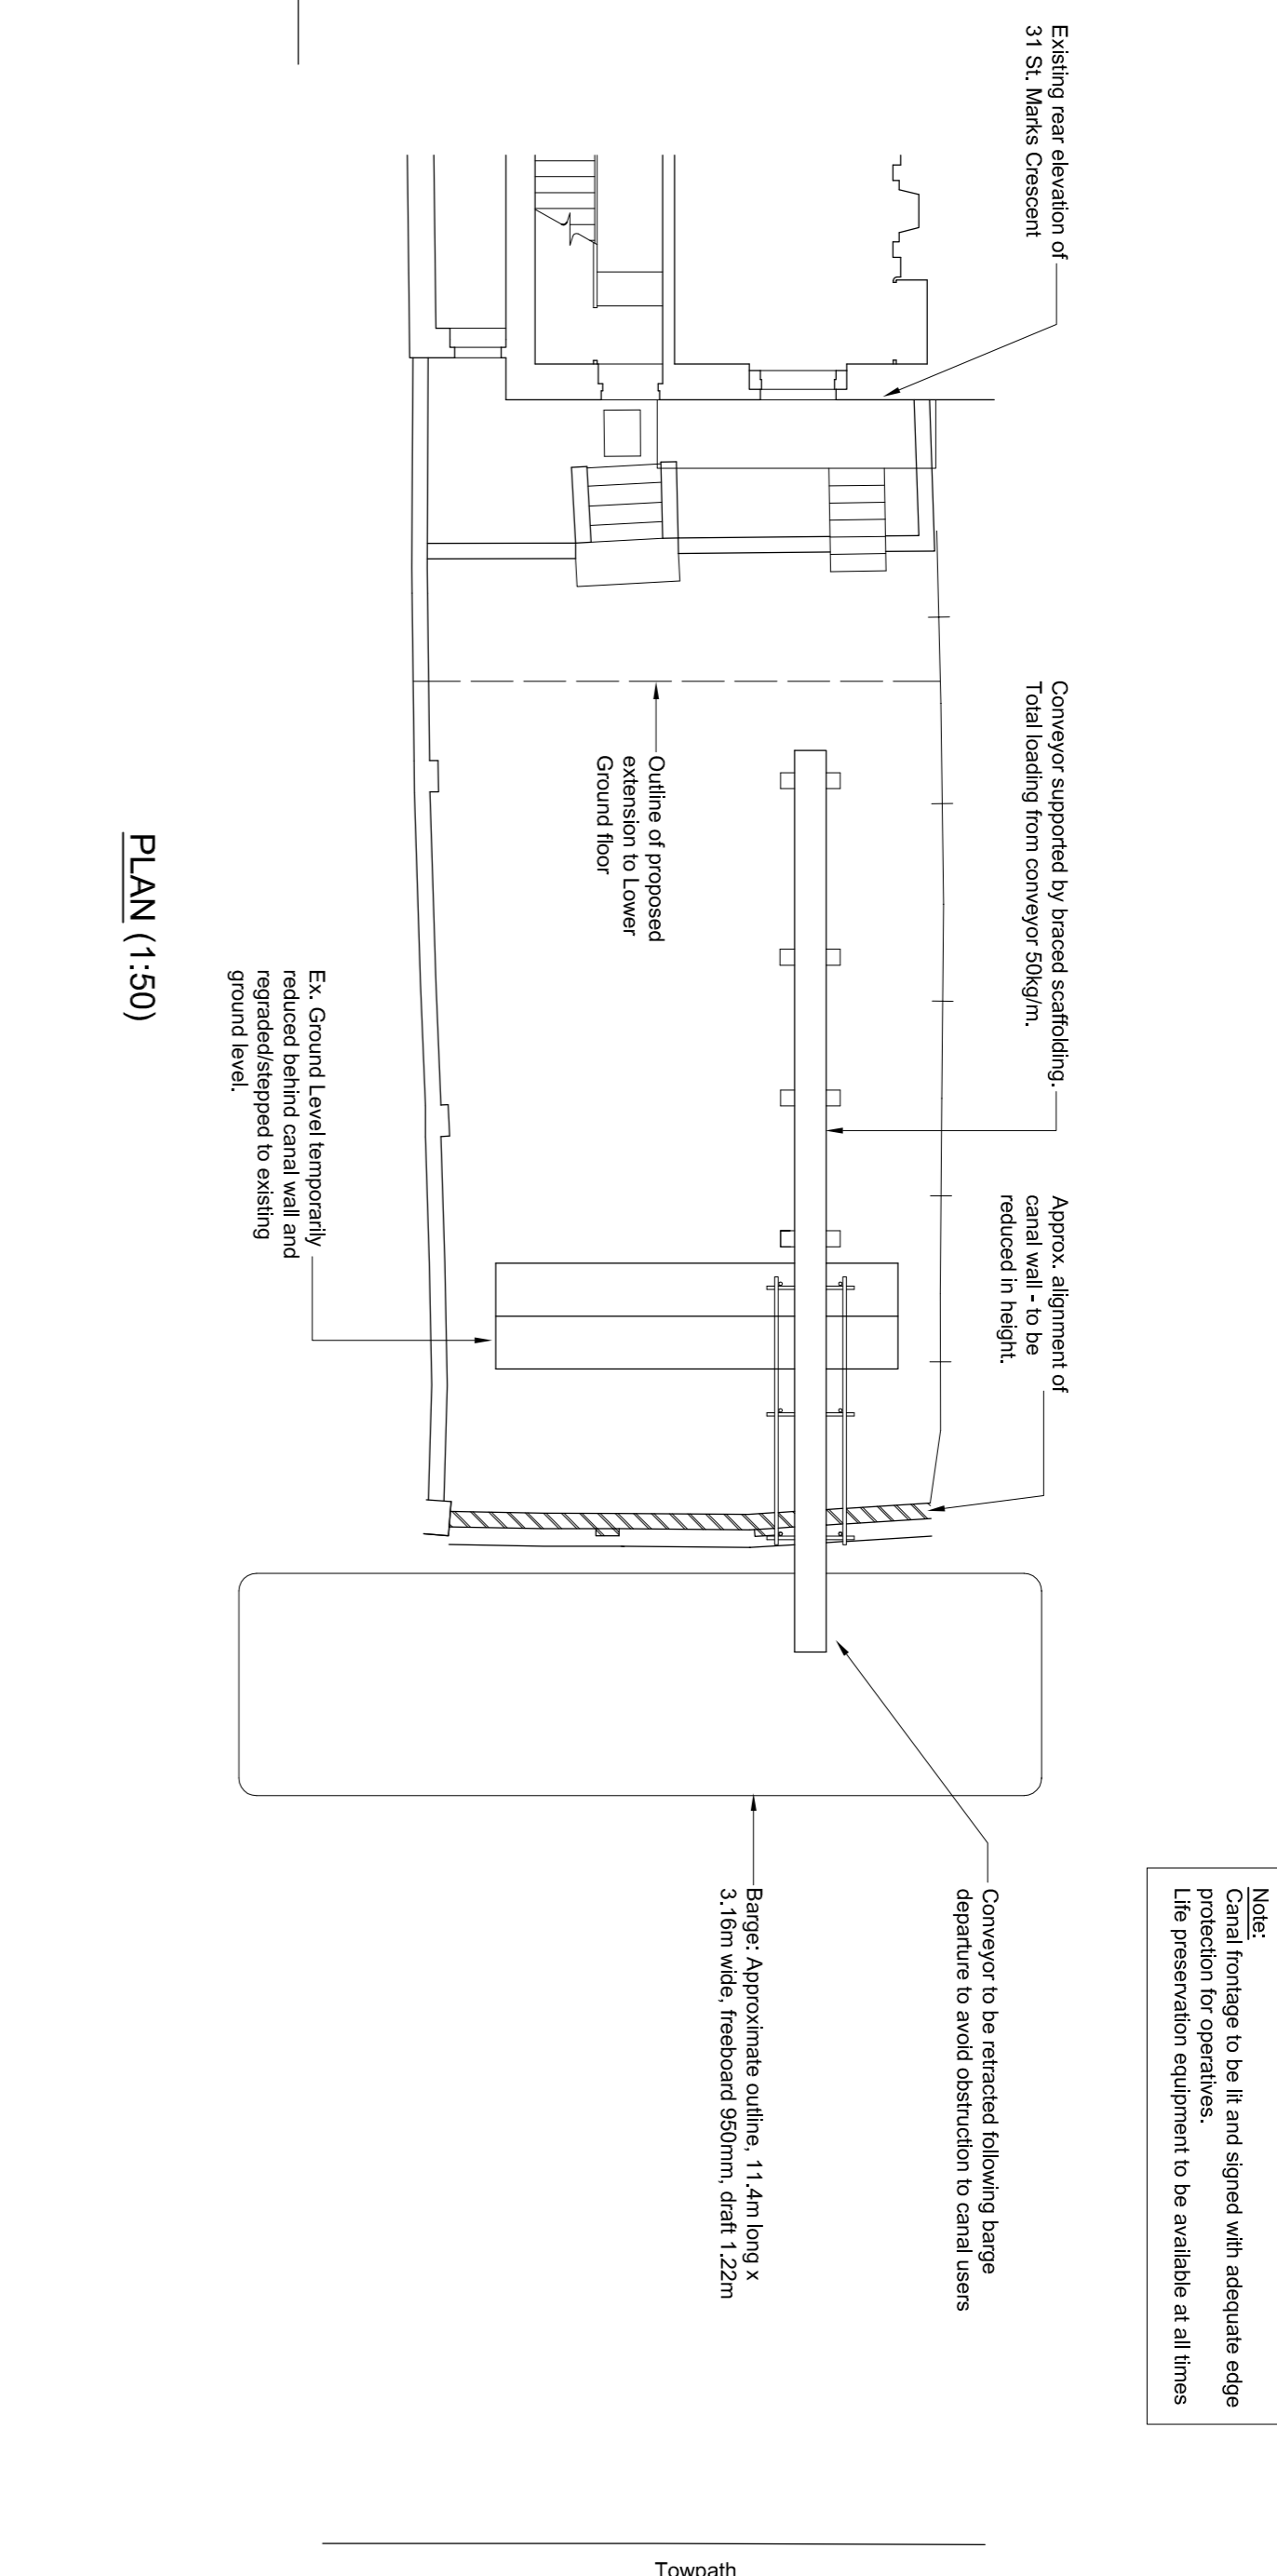 Existing rear elevation of
31 St. Marks Crescent
Conveyor supported by braced scaffolding.
Total loading from conveyor 50kg/m.
Approx. alignment of
canal wall - to be
reduced in height.
Note:
Canal frontage to be lit and signed with adequate edge
protection for operatives.
Life preservation equipment to be available at all times
Conveyor to be retracted following barge
departure to avoid obstruction to canal users
Outline of proposed
extension to Lower
Ground floor
Barge: Approximate outline, 11.4m long x
3.16m wide, freeboard 950mm, draft 1.22m
Ex. Ground Level temporarily
reduced behind canal wall and
regraded/stepped to existing
ground level.
PLAN (1:50)
Towpath